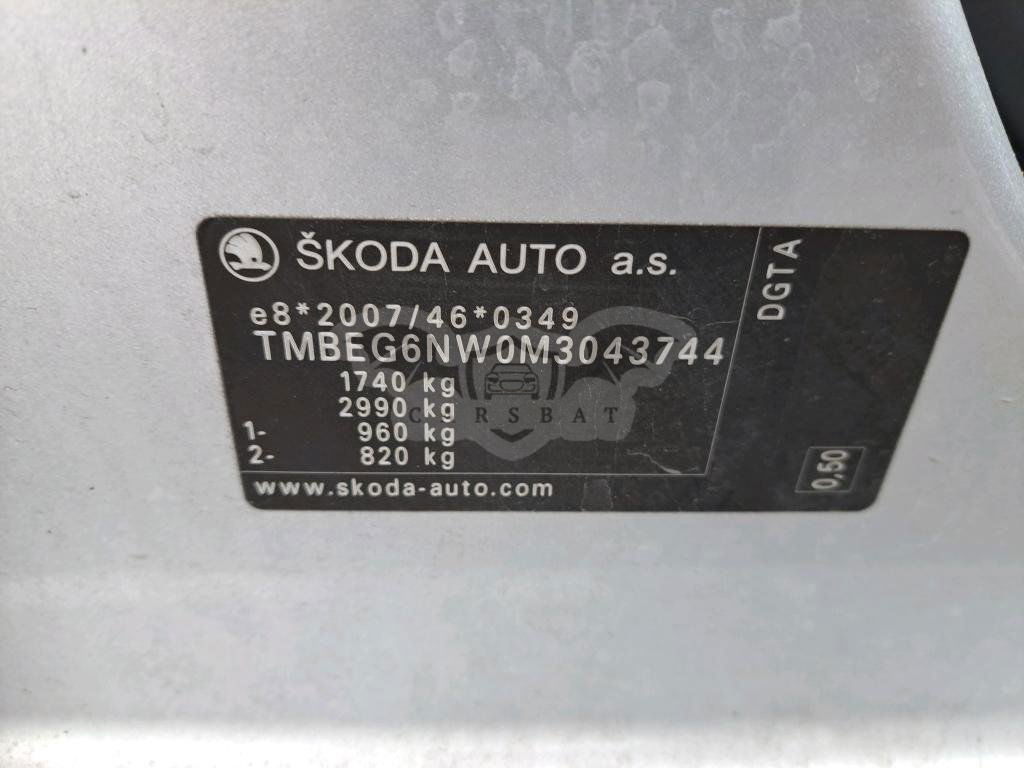 ŠKODA AUTO a.s.
e8*2007/46*0349
TMBEG6NW0M3043744
1740 kg
2990 kg
1- 960 kg
2- 820 kg
www.skoda-auto.com
DGTA
0,50
CARSBAT